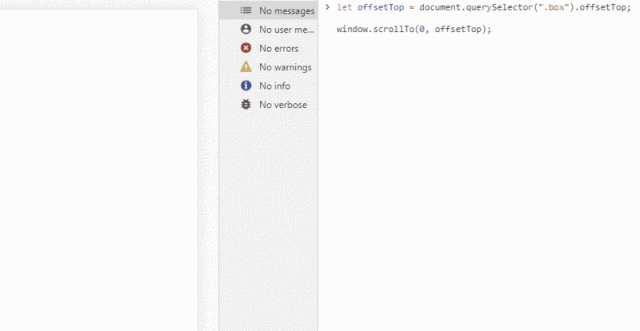 No messages
No user me...
No errors
No warnings
No info
No verbose
> let offsetTop = document.querySelector(".box").offsetTop;
window.scrollTo(0, offsetTop);